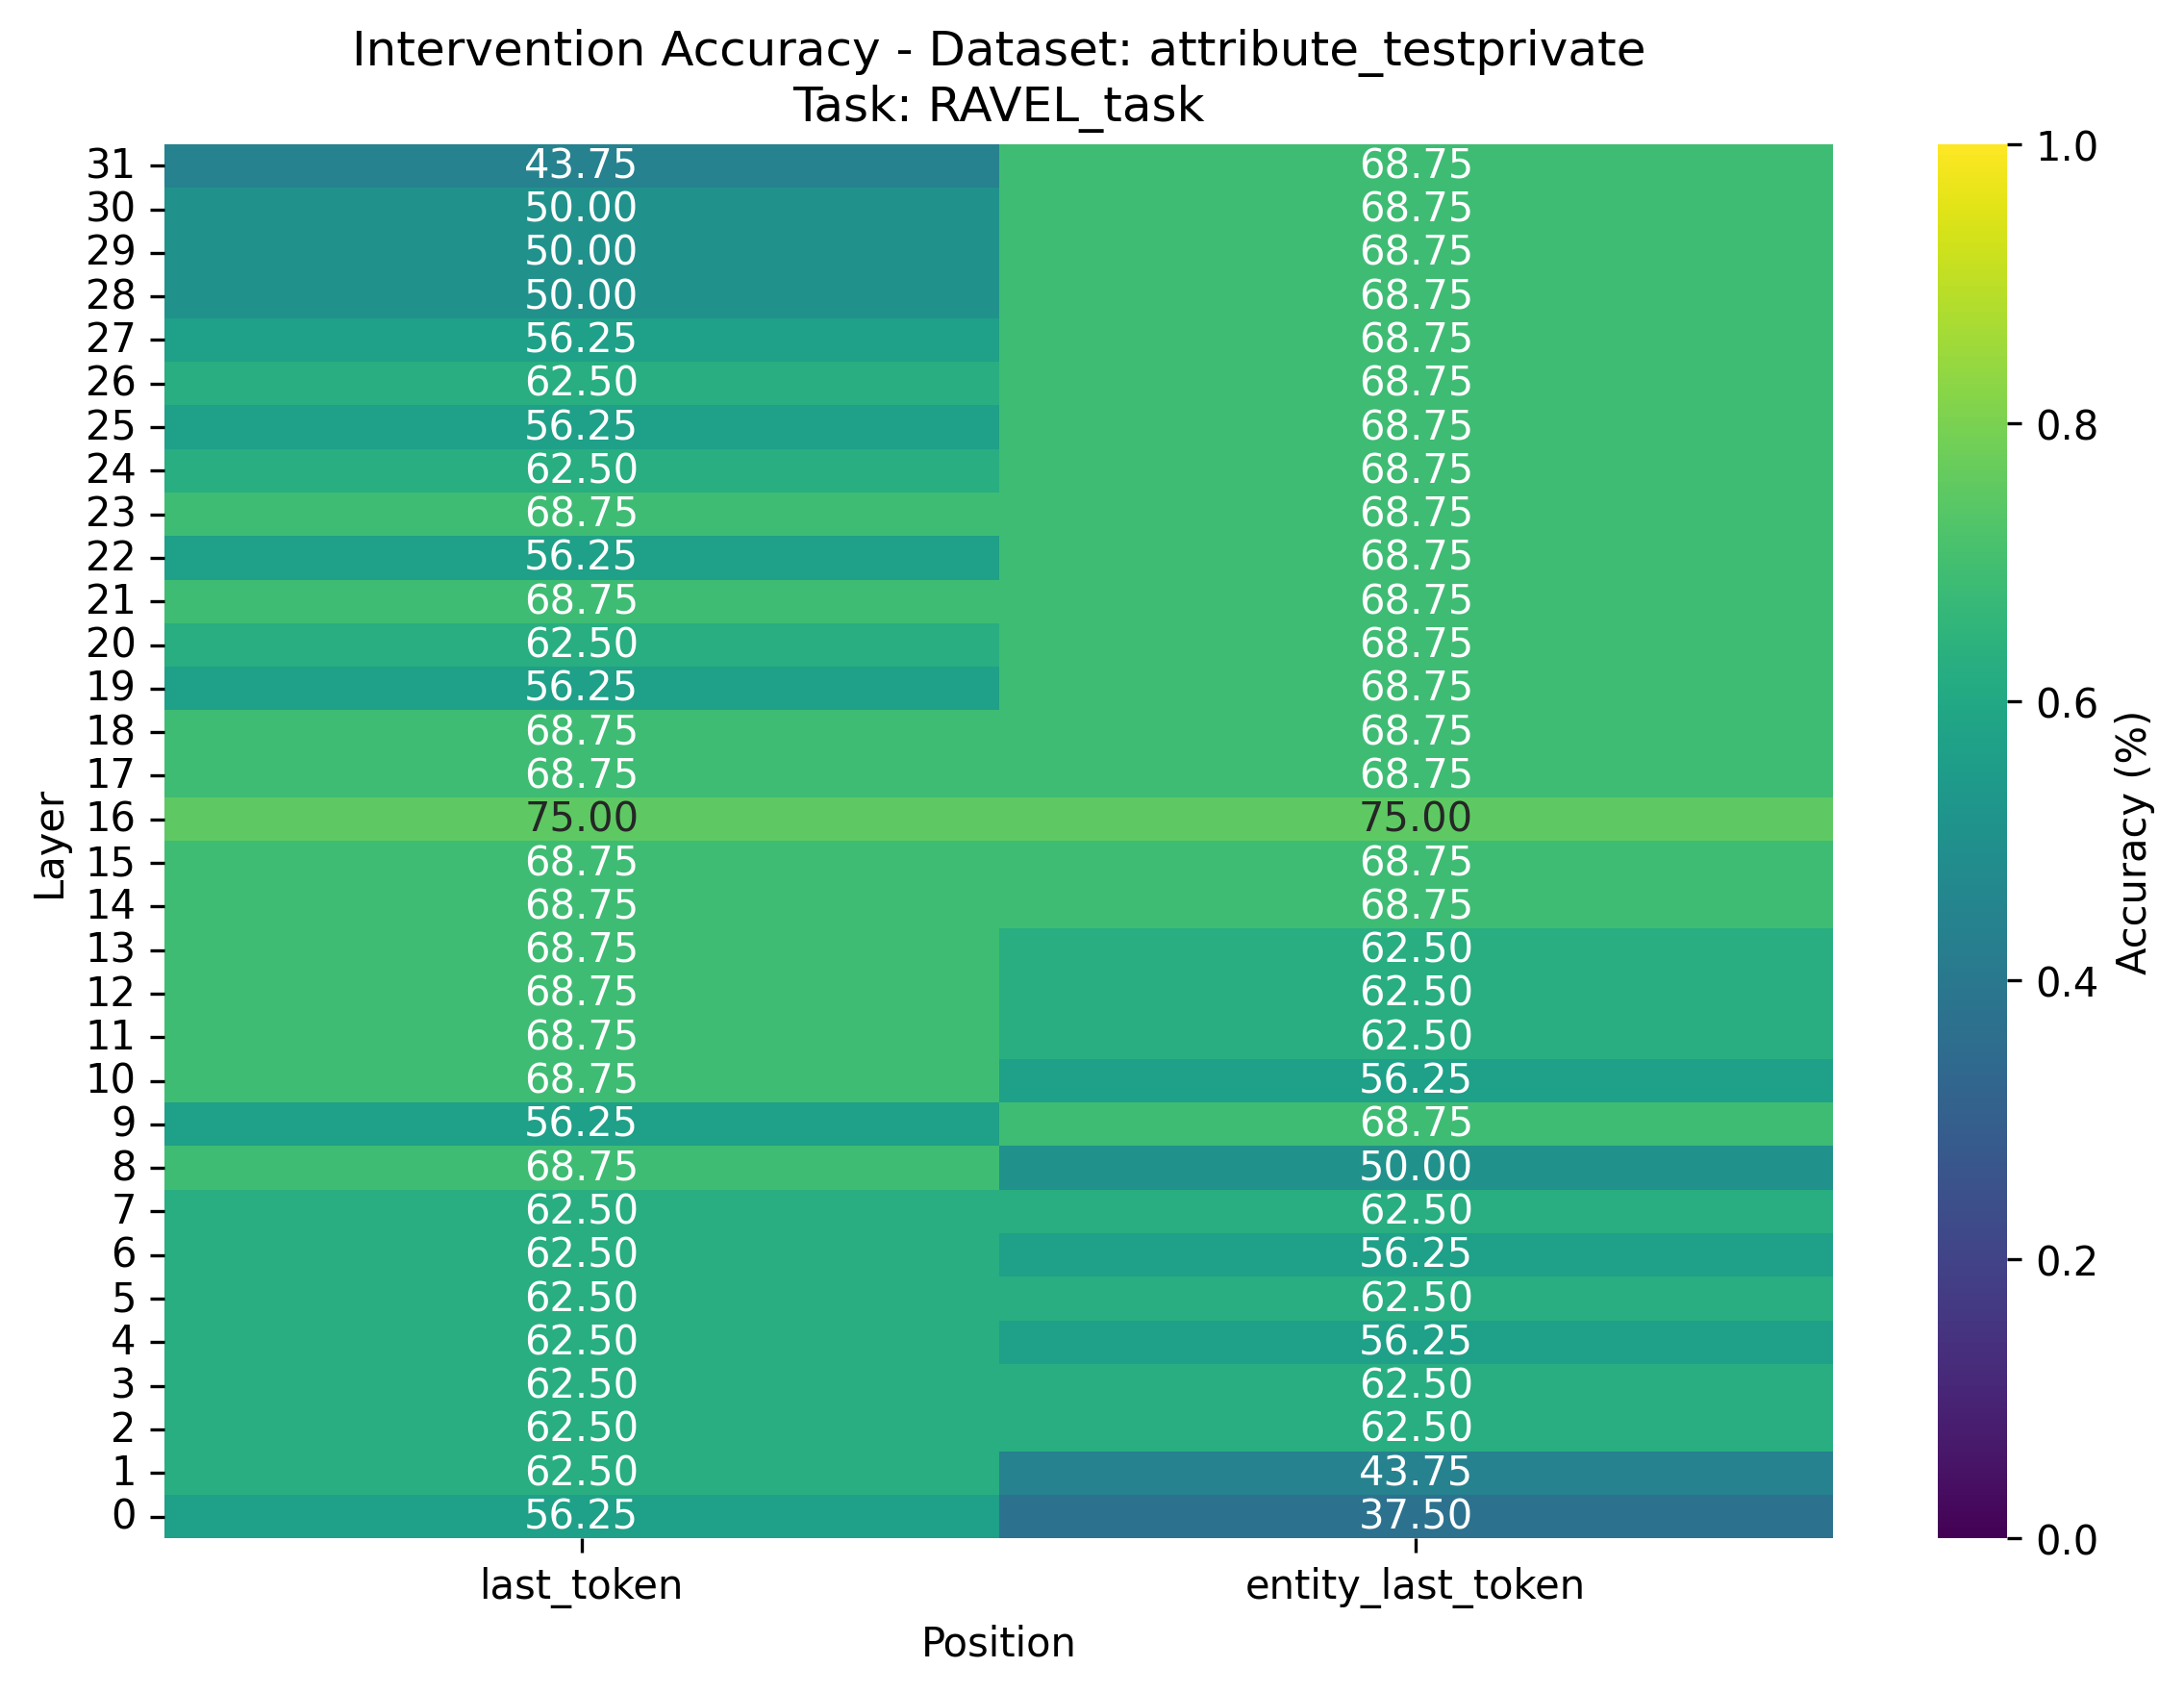 Intervention Accuracy - Dataset: attribute_testprivate
Task: RAVEL_task
31 43.75 68.75
30 50.00 68.75
29 50.00 68.75
28 50.00 68.75
27 56.25 68.75
26 62.50 68.75
25 56.25 68.75
24 62.50 68.75
23 68.75 68.75
22 56.25 68.75
21 68.75 68.75
20 62.50 68.75
19 56.25 68.75
18 68.75 68.75
17 68.75 68.75
16 75.00 75.00
15 68.75 68.75
14 68.75 68.75
13 68.75 62.50
12 68.75 62.50
11 68.75 62.50
10 68.75 56.25
9 56.25 68.75
8 68.75 50.00
7 62.50 62.50
6 62.50 56.25
5 62.50 62.50
4 62.50 56.25
3 62.50 62.50
2 62.50 62.50
1 62.50 43.75
0 56.25 37.50
last_token entity_last_token
Position
Layer
1.0
0.8
0.6
0.4
0.2
0.0
Accuracy (%)